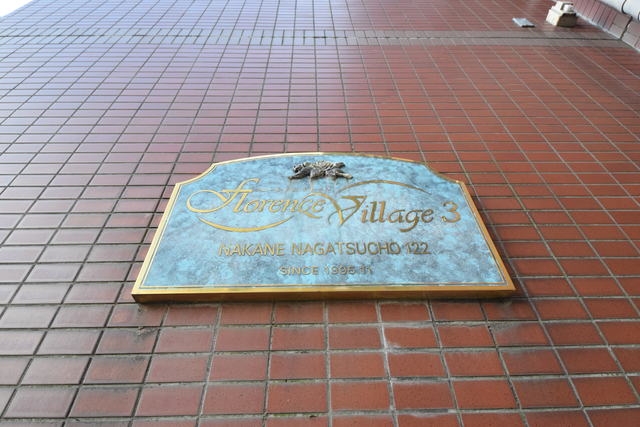 Florence Village 3
NAKANE NAGATSUCHO 122
SINCE 1995.11